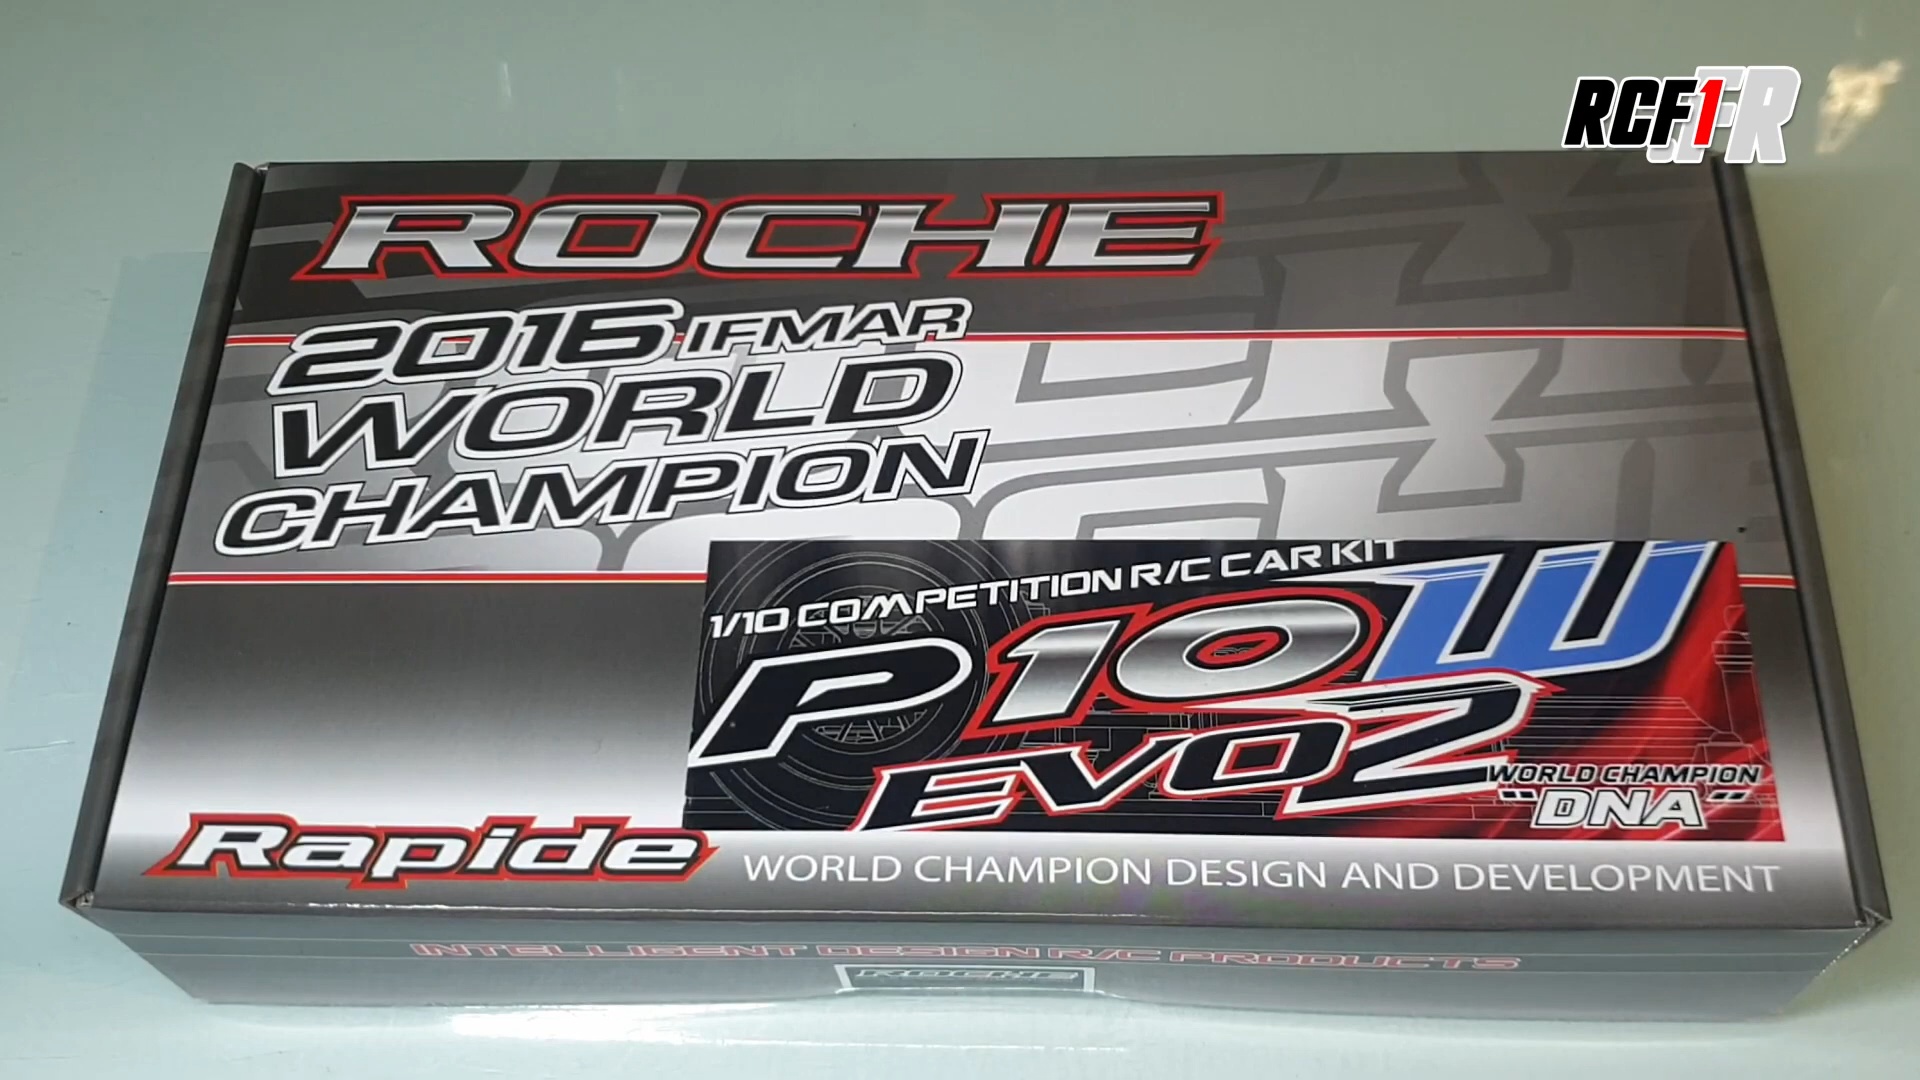 RCF1FR
ROCHE
2016 IFMAR
WORLD
CHAMPION
1/10 COMPETITION R/C CAR KIT
P10W
EVO2
WORLD CHAMPION
"DNA"
Rapide
WORLD CHAMPION DESIGN AND DEVELOPMENT
INTELLIGENT DESIGN R/C PRODUCTS
ROCHE